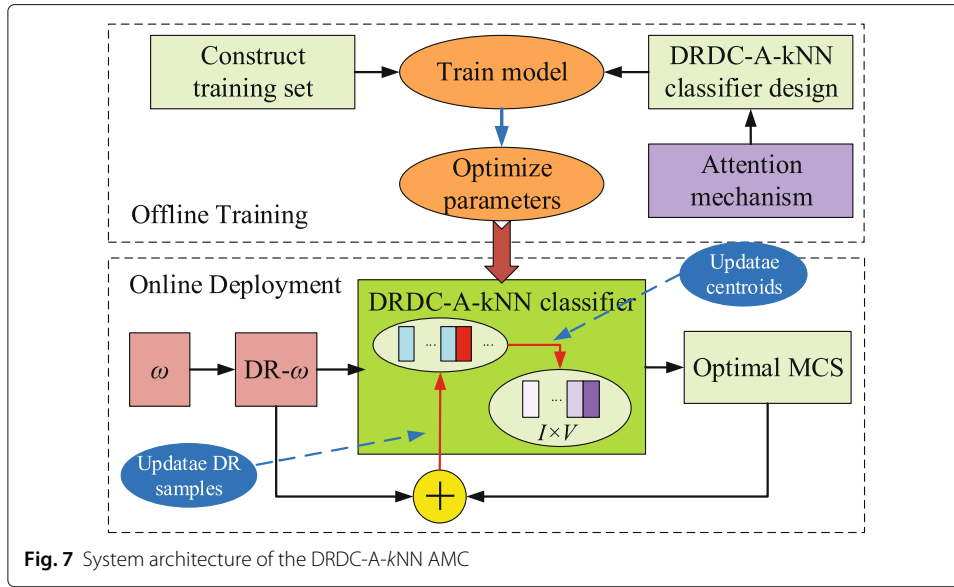 Construct
training set
Train model
DRDC-A-kNN
classifier design
Optimize
parameters
Attention
mechanism
Offline Training
Online Deployment
Updatae
centroids
DRDC-A-kNN classifier
... ...
ω
DR-ω
Optimal MCS
...
I×V
Updatae DR
samples
+
Fig. 7 System architecture of the DRDC-A-kNN AMC